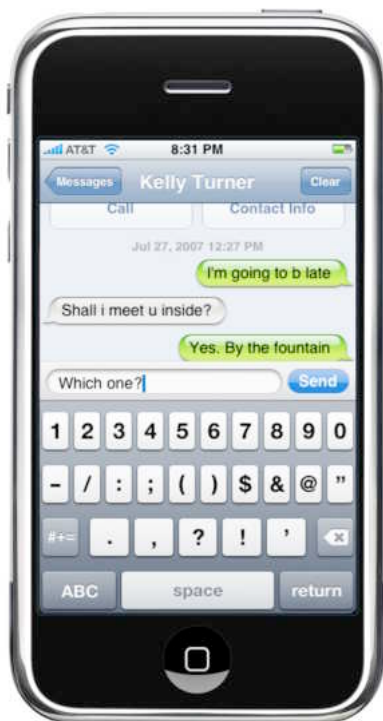 AT&T 8:31 PM
Messages Kelly Turner Clear
Call Contact Info
Jul 27, 2007 12:27 PM
I'm going to b late
Shall i meet u inside?
Yes. By the fountain
Which one? Send
1 2 3 4 5 6 7 8 9 0
- / : ; ( ) $ & @ "
#+= . , ? ! '
ABC space return